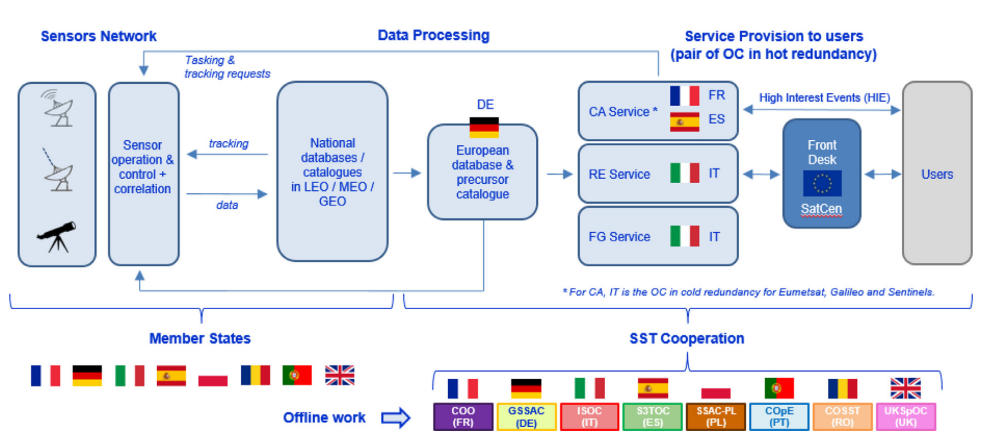 Sensors Network
Data Processing
Service Provision to users
(pair of OC in hot redundancy)
Tasking &
tracking requests
Sensor
operation &
control +
correlation
tracking
data
National
databases /
catalogues
in LEO / MEO /
GEO
DE
European
database &
precursor
catalogue
CA Service *
FR
ES
RE Service
IT
FG Service
IT
High Interest Events (HIE)
Front
Desk
SatCen
Users
* For CA, IT is the OC in cold redundancy for Eumetsat, Galileo and Sentinels.
Member States
SST Cooperation
Offline work
COO
(FR)
GSSAC
(DE)
ISOC
(IT)
S3TOC
(ES)
SSAC-PL
(PL)
COpE
(PT)
COSST
(RO)
UKSpOC
(UK)